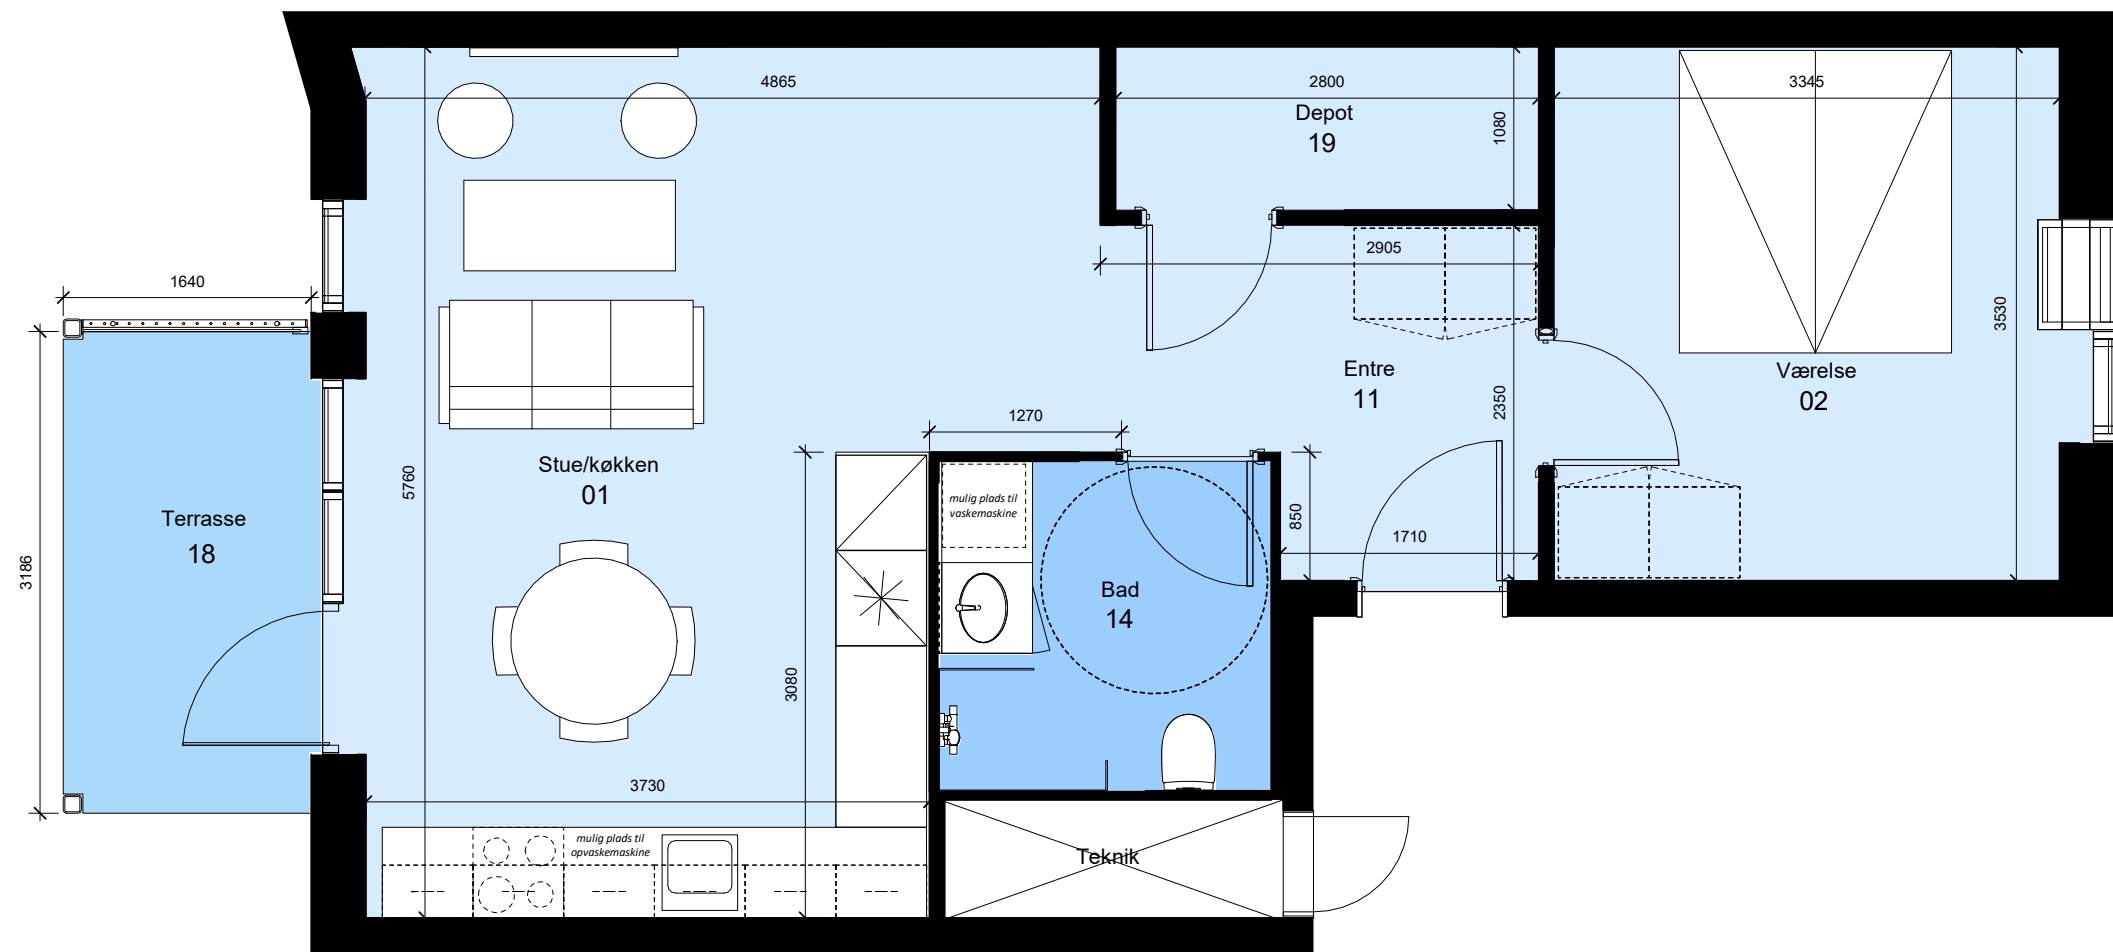 4865
2800
3345
Depot
19
1080
2905
1640
3530
Entre
11
2350
Værelse
02
1270
Stue/køkken
01
5760
mulig plads til
vaskemaskine
850
1710
Terrasse
18
3186
Bad
14
3080
3730
mulig plads til
opvaskemaskine
Teknik